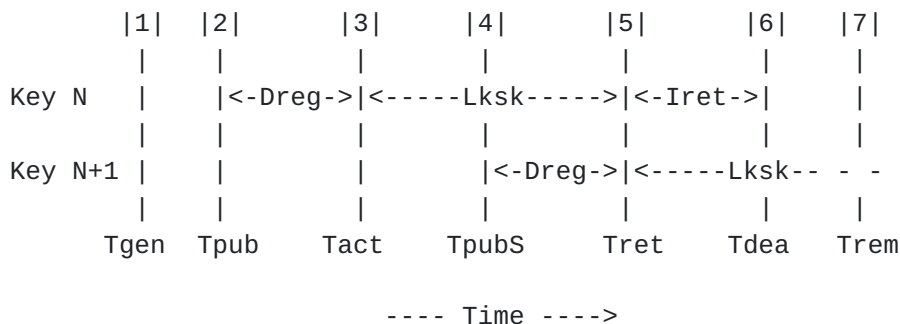 |1| |2| |3| |4| |5| |6| |7|
| | | | | | |
Key N | |<-Dreg->|<-----Lksk----->|<-Iret->| |
| | | | | | |
Key N+1 | | | |<-Dreg->|<-----Lksk-- - -
| | | | | | |
Tgen Tpub Tact TpubS Tret Tdea Trem
---- Time ---->